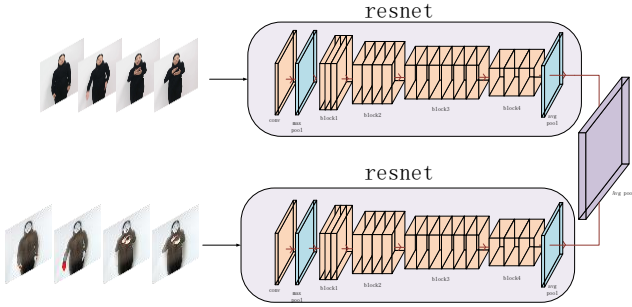 resnet
conv
max
pool
block1
block2
block3
block4
avg
pool
Avg poo
resnet
conv
max
pool
block1
block2
block3
block4
avg
pool